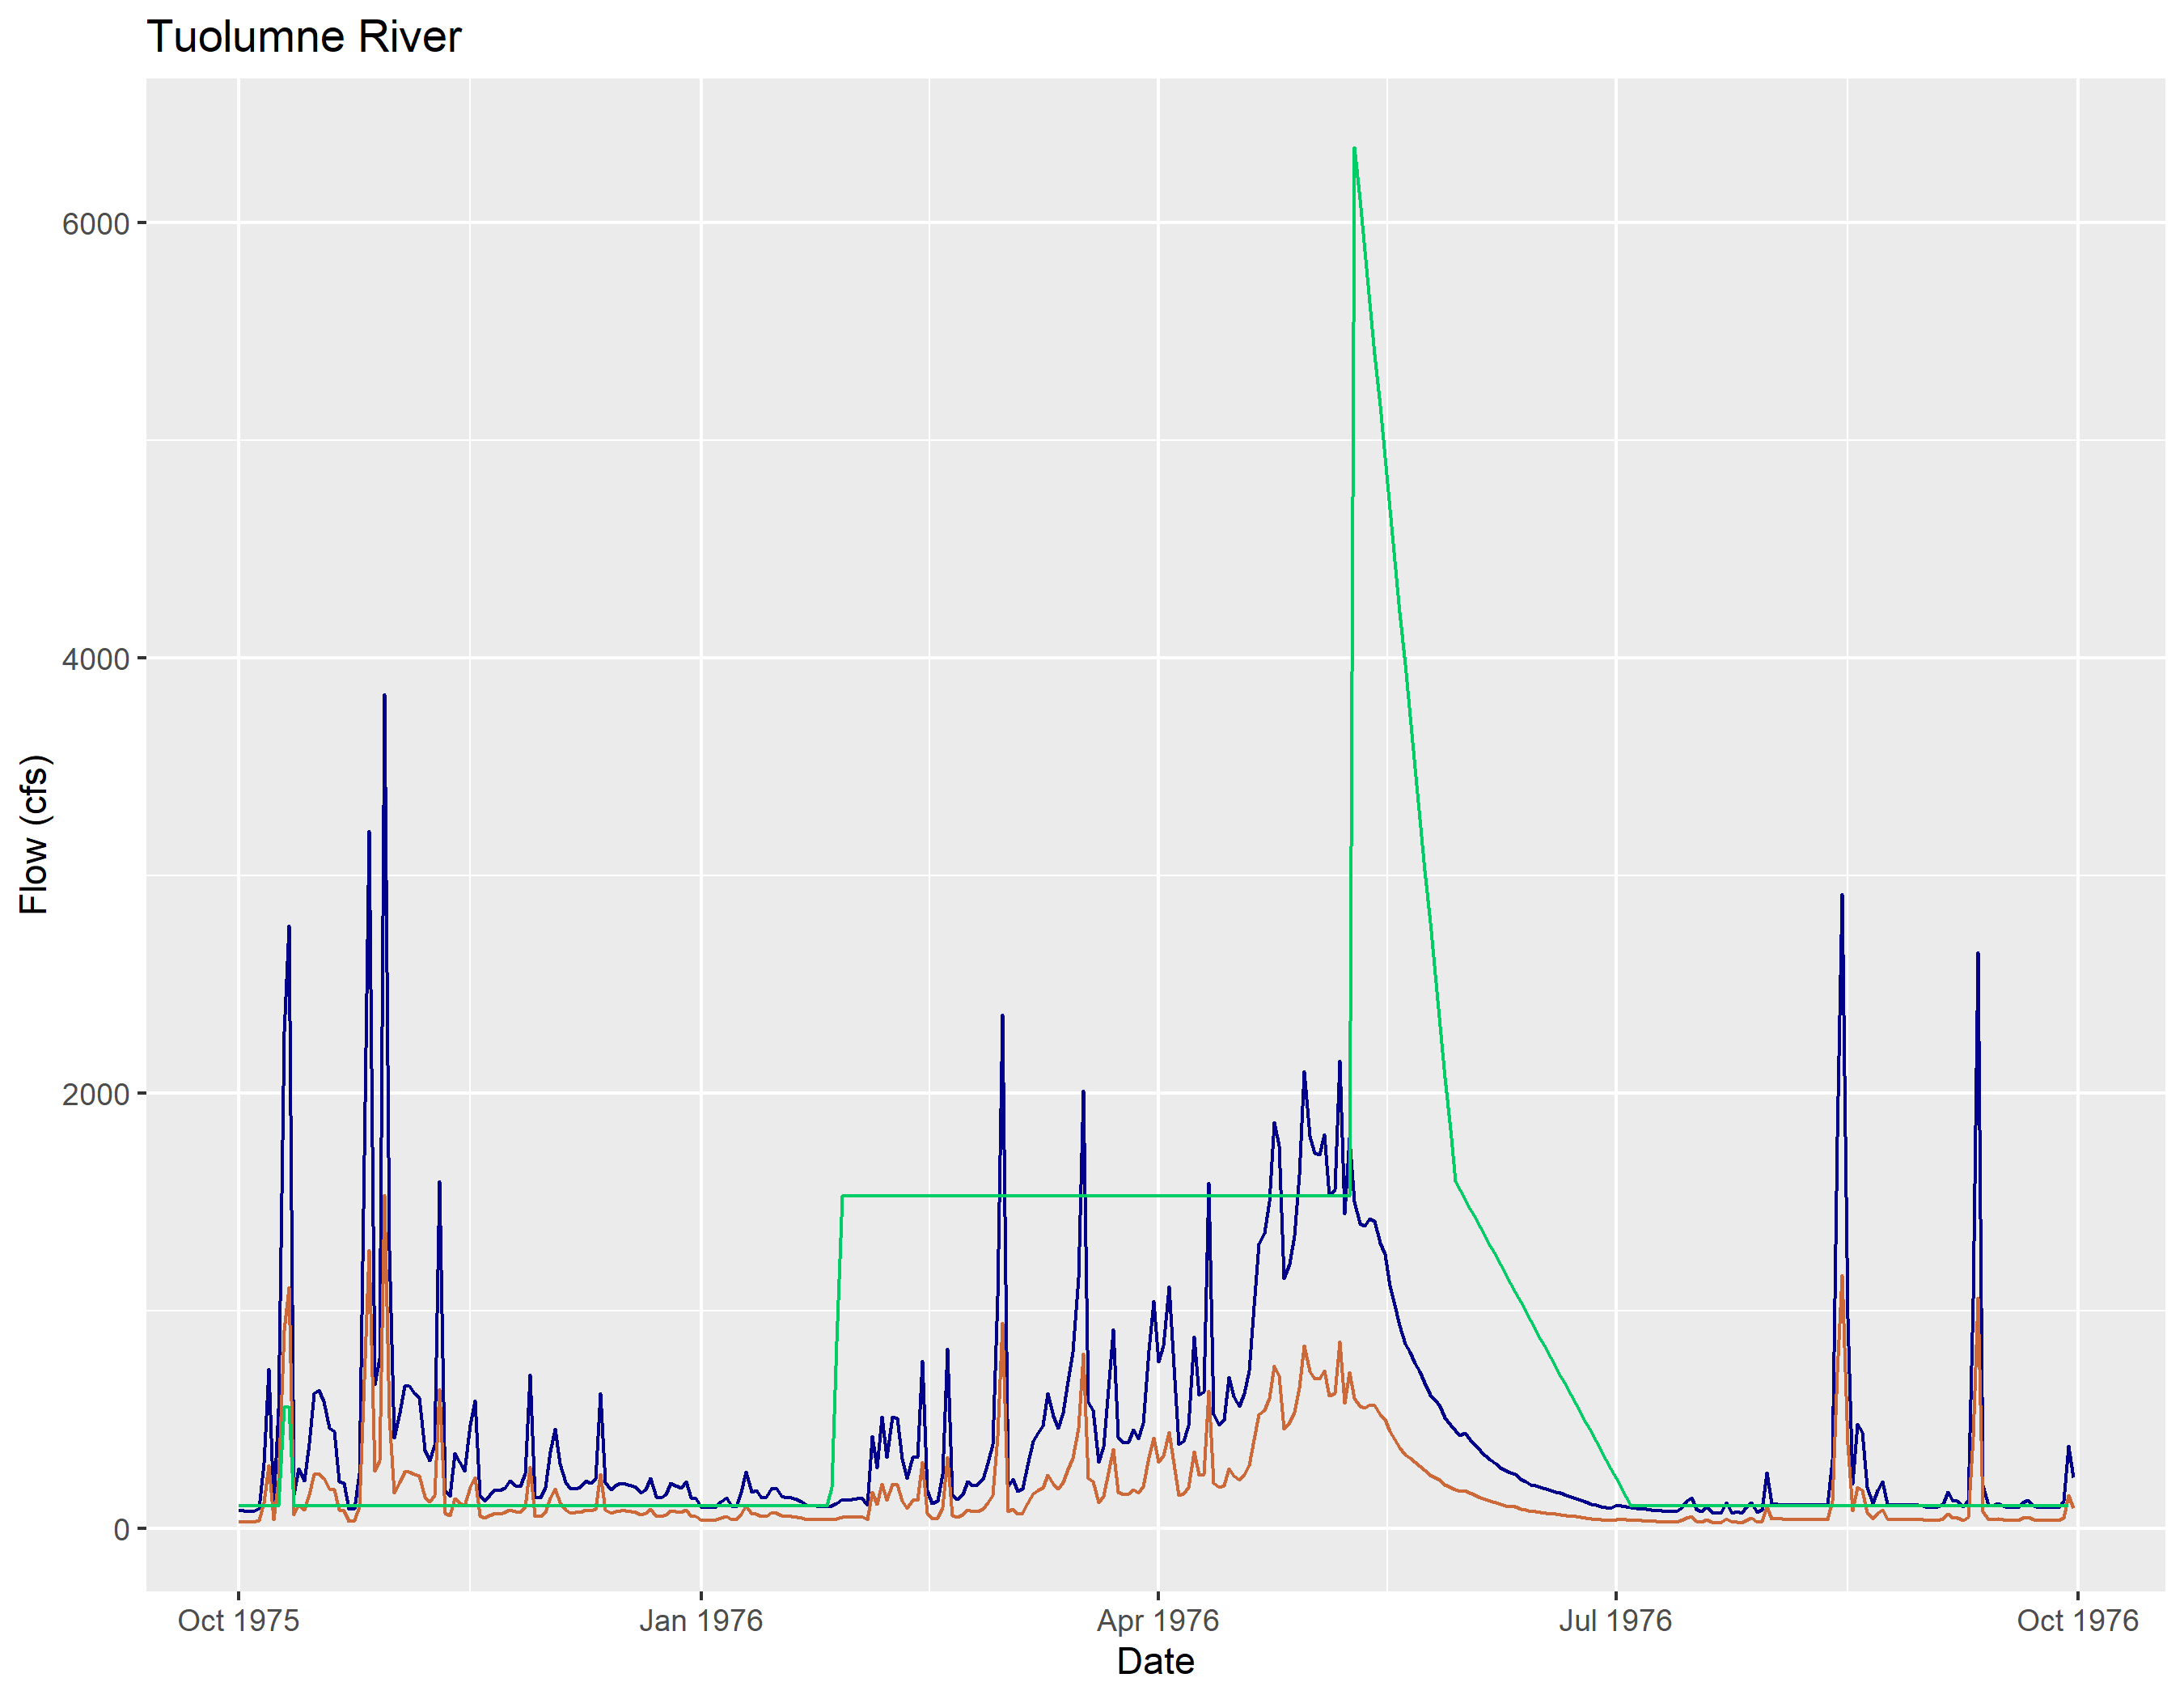 Tuolumne River
6000
4000
2000
0
Flow (cfs)
Oct 1975
Jan 1976
Apr 1976
Jul 1976
Oct 1976
Date